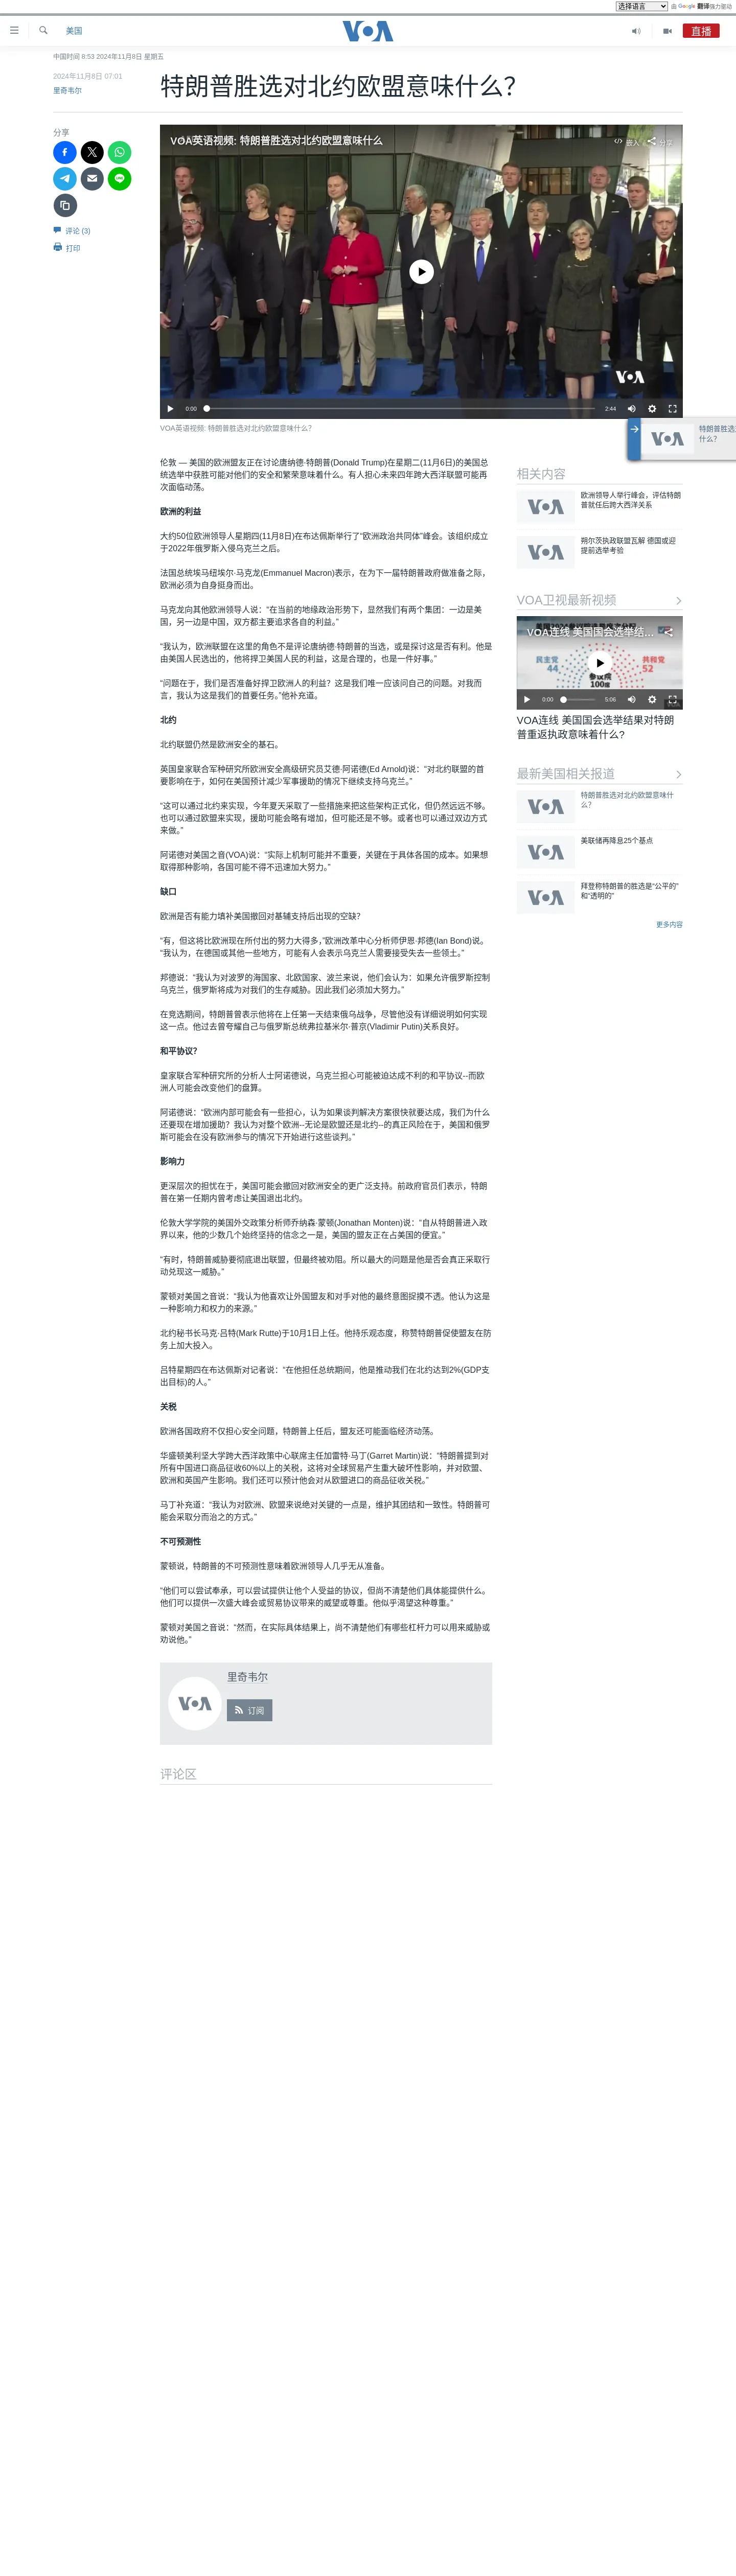 选择语言 由 Google 翻译强力驱动
美国
VOA
直播
中国时间 8:53 2024年11月8日 星期五
2024年11月8日 07:01
里奇韦尔
特朗普胜选对北约欧盟意味什么？
分享
评论 (3)
打印
VOA英语视频: 特朗普胜选对北约欧盟意味什么
嵌入 分享
VOA
0:00 2:44
VOA英语视频: 特朗普胜选对北约欧盟意味什么？
伦敦 — 美国的欧洲盟友正在讨论唐纳德·特朗普(Donald Trump)在星期二(11月6日)的美国总
统选举中获胜可能对他们的安全和繁荣意味着什么。有人担心未来四年跨大西洋联盟可能再
次面临动荡。
欧洲的利益
大约50位欧洲领导人星期四(11月8日)在布达佩斯举行了“欧洲政治共同体”峰会。该组织成立
于2022年俄罗斯入侵乌克兰之后。
法国总统埃马纽埃尔·马克龙(Emmanuel Macron)表示，在为下一届特朗普政府做准备之际，
欧洲必须为自身挺身而出。
马克龙向其他欧洲领导人说：“在当前的地缘政治形势下，显然我们有两个集团：一边是美
国，另一边是中国，双方都主要追求各自的利益。”
“我认为，欧洲联盟在这里的角色不是评论唐纳德·特朗普的当选，或是探讨这是否有利。他是
由美国人民选出的，他将捍卫美国人民的利益，这是合理的，也是一件好事。”
“问题在于，我们是否准备好捍卫欧洲人的利益？这是我们唯一应该问自己的问题。对我而
言，我认为这是我们的首要任务。”他补充道。
北约
北约联盟仍然是欧洲安全的基石。
英国皇家联合军种研究所欧洲安全高级研究员艾德·阿诺德(Ed Arnold)说：“对北约联盟的首
要影响在于，如何在美国预计减少军事援助的情况下继续支持乌克兰。”
“这可以通过北约来实现，今年夏天采取了一些措施来把这些架构正式化，但仍然远远不够。
也可以通过欧盟来实现，援助可能会略有增加，但可能还是不够。或者也可以通过双边方式
来做。”
阿诺德对美国之音(VOA)说：“实际上机制可能并不重要，关键在于具体各国的成本。如果想
取得那种影响，各国可能不得不迅速加大努力。”
缺口
欧洲是否有能力填补美国撤回对基辅支持后出现的空缺？
“有，但这将比欧洲现在所付出的努力大得多，”欧洲改革中心分析师伊恩·邦德(Ian Bond)说。
“我认为，在德国或其他一些地方，可能有人会表示乌克兰人需要接受失去一些领土。”
邦德说：“我认为对波罗的海国家、北欧国家、波兰来说，他们会认为：如果允许俄罗斯控制
乌克兰，俄罗斯将成为对我们的生存威胁。因此我们必须加大努力。”
在竞选期间，特朗普曾表示他将在上任第一天结束俄乌战争，尽管他没有详细说明如何实现
这一点。他过去曾夸耀自己与俄罗斯总统弗拉基米尔·普京(Vladimir Putin)关系良好。
和平协议？
皇家联合军种研究所的分析人士阿诺德说，乌克兰担心可能被迫达成不利的和平协议--而欧
洲人可能会改变他们的盘算。
阿诺德说：“欧洲内部可能会有一些担心，认为如果谈判解决方案很快就要达成，我们为什么
还要现在增加援助？我认为对整个欧洲--无论是欧盟还是北约--的真正风险在于，美国和俄罗
斯可能会在没有欧洲参与的情况下开始进行这些谈判。”
影响力
更深层次的担忧在于，美国可能会撤回对欧洲安全的更广泛支持。前政府官员们表示，特朗
普在第一任期内曾考虑让美国退出北约。
伦敦大学学院的美国外交政策分析师乔纳森·蒙顿(Jonathan Monten)说：“自从特朗普进入政
界以来，他的少数几个始终坚持的信念之一是，美国的盟友正在占美国的便宜。”
“有时，特朗普威胁要彻底退出联盟，但最终被劝阻。所以最大的问题是他是否会真正采取行
动兑现这一威胁。”
蒙顿对美国之音说：“我认为他喜欢让外国盟友和对手对他的最终意图捉摸不透。他认为这是
一种影响力和权力的来源。”
北约秘书长马克·吕特(Mark Rutte)于10月1日上任。他持乐观态度，称赞特朗普促使盟友在防
务上加大投入。
吕特星期四在布达佩斯对记者说：“在他担任总统期间，他是推动我们在北约达到2%(GDP支
出目标)的人。”
关税
欧洲各国政府不仅担心安全问题，特朗普上任后，盟友还可能面临经济动荡。
华盛顿美利坚大学跨大西洋政策中心联席主任加雷特·马丁(Garret Martin)说：“特朗普提到对
所有中国进口商品征收60%以上的关税，这将对全球贸易产生重大破坏性影响，并对欧盟、
欧洲和英国产生影响。我们还可以预计他会对从欧盟进口的商品征收关税。”
马丁补充道：“我认为对欧洲、欧盟来说绝对关键的一点是，维护其团结和一致性。特朗普可
能会采取分而治之的方式。”
不可预测性
蒙顿说，特朗普的不可预测性意味着欧洲领导人几乎无从准备。
“他们可以尝试奉承，可以尝试提供让他个人受益的协议，但尚不清楚他们具体能提供什么。
他们可以提供一次盛大峰会或贸易协议带来的威望或尊重。他似乎渴望这种尊重。”
蒙顿对美国之音说：“然而，在实际具体结果上，尚不清楚他们有哪些杠杆力可以用来威胁或
劝说他。”
VOA
里奇韦尔
订阅
评论区
VOA
特朗普胜选
什么？
相关内容
VOA
欧洲领导人举行峰会，评估特朗
普就任后跨大西洋关系
VOA
朔尔茨执政联盟瓦解 德国或迎
提前选举考验
VOA卫视最新视频
VOA连线 美国国会选举结...
民主党
44
参议院
100席
共和党
52
0:00 5:06
VOA连线 美国国会选举结果对特朗
普重返执政意味着什么?
最新美国相关报道
VOA
特朗普胜选对北约欧盟意味什
么？
VOA
美联储再降息25个基点
VOA
拜登称特朗普的胜选是“公平的”
和“透明的”
更多内容